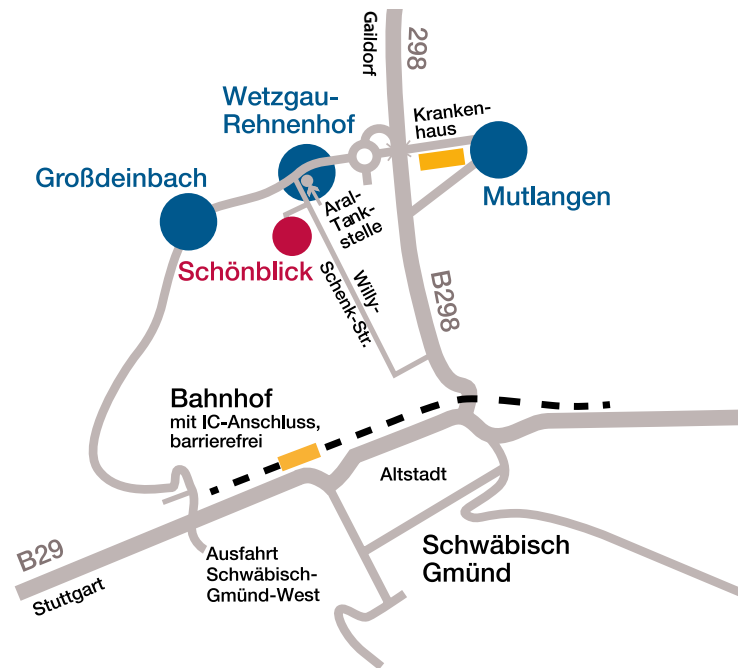 Gaildorf
298
Wetzgau-
Rehnenhof
Kranken-
haus
Großdeinbach
Mutlangen
Aral-
Tank-
stelle
Schönblick
Willy-
Schenk-Str.
B298
Bahnhof
mit IC-Anschluss,
barrierefrei
Altstadt
B29
Stuttgart
Ausfahrt
Schwäbisch-
Gmünd-West
Schwäbisch
Gmünd